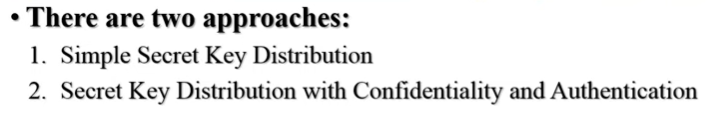 • There are two approaches:
1. Simple Secret Key Distribution
2. Secret Key Distribution with Confidentiality and Authentication